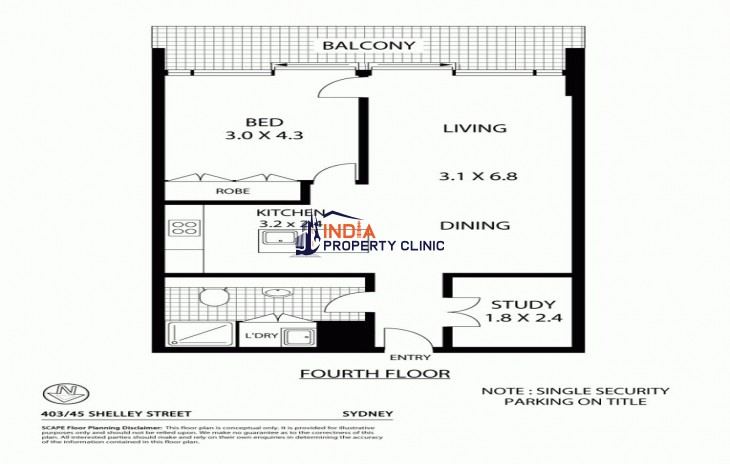 BALCONY
BED
3.0 X 4.3
LIVING
3.1 X 6.8
ROBE
KITCHEN
3.2 x 2.4
INDIA
PROPERTY CLINIC
DINING
STUDY
1.8 X 2.4
L'DRY
ENTRY
FOURTH FLOOR
N
NOTE : SINGLE SECURITY
PARKING ON TITLE
403/45 SHELLEY STREET SYDNEY
SCAPE Floor Planning Disclaimer: This floor plan is conceptual only. It is provided for illustrative
purposes only and should not be relied upon. We make no guarantee as to the correctness of this
plan. All interested parties should make and rely on their own enquiries in determining the accuracy
of the information contained in this floor plan.